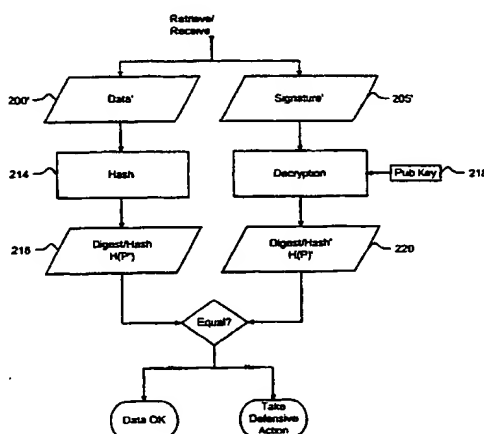 Retrieve/
Receive
200'
Data'
Signature'
205'
214
Hash
Decryption
Pub Key
218
216
Digest/Hash
H(P')
Digest/Hash'
H(P)'
220
Equal?
Data OK
Take
Defensive
Action